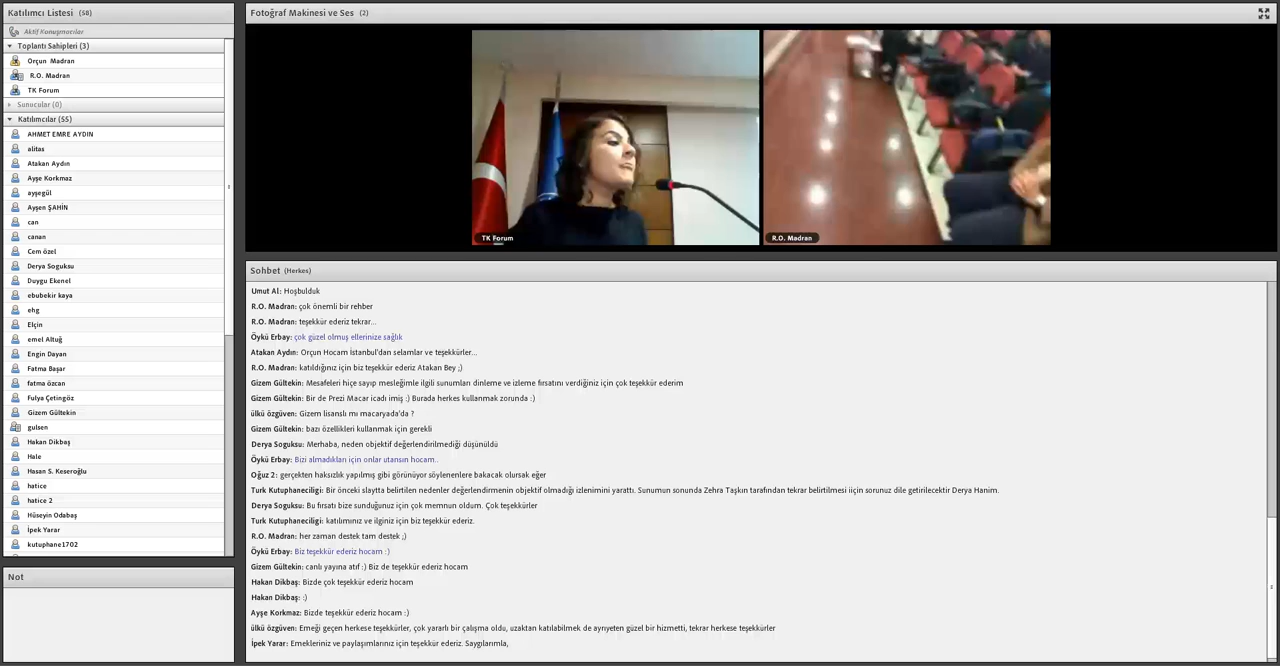 Katılımcı Listesi (58)
Aktif Konuşmacılar
Toplantı Sahipleri (3)
Orçun Madran
R.O. Madran
TK Forum
Sunucular (0)
Katılımcılar (55)
AHMET EMRE AYDIN
alitas
Atakan Aydın
Ayşe Korkmaz
ayşegül
Ayşen ŞAHİN
can
canan
Cem özel
Derya Soguksu
Duygu Ekenel
ebubekir kaya
ehg
Elçin
emel Altuğ
Engin Dayan
Fatma Başar
fatma özcan
Fulya Çetingöz
Gizem Gültekin
gulsen
Hakan Dikbaş
Hale
Hasan S. Keseroğlu
hatice
hatice 2
Hüseyin Odabaş
İpek Yarar
kutuphane1702
Not
Fotoğraf Makinesi ve Ses (2)
TK Forum
R.O. Madran
Sohbet (Herkes)
Umut Al: Hoşbulduk
R.O. Madran: çok önemli bir rehber
R.O. Madran: teşekkür ederiz tekrar...
Öykü Erbay: çok güzel olmuş ellerinize sağlık
Atakan Aydın: Orçun Hocam İstanbul'dan selamlar ve teşekkürler...
R.O. Madran: katıldığınız için biz teşekkür ederiz Atakan Bey ;)
Gizem Gültekin: Mesafeleri hiçe sayıp mesleğimle ilgili sunumları dinleme ve izleme fırsatını verdiğiniz için çok teşekkür ederim
Gizem Gültekin: Bir de Prezi Macar icadı imiş :) Burada herkes kullanmak zorunda :)
ülkü özgüven: Gizem lisanslı mı macaryada'da ?
Gizem Gültekin: bazı özellikleri kullanmak için gerekli
Derya Soguksu: Merhaba, neden objektif değerlendirilmediği düşünüldü
Öykü Erbay: Bizi almadıkları için onlar utansın hocam..
Oğuz 2: gerçekten haksızlık yapılmış gibi görünüyor söylenenlere bakacak olursak eğer
Turk Kutuphaneciligi: Bir önceki slaytta belirtilen nedenler değerlendirmenin objektif olmadığı izlenimini yarattı. Sunumun sonunda Zehra Taşkın tarafından tekrar belirtilmesi iiçin sorunuz dile getirilecektir Derya Hanim.
Derya Soguksu: Bu fırsatı bize sunduğunuz için çok memnun oldum. Çok teşekkürler
Turk Kutuphaneciligi: katılımınız ve ilginiz için biz teşekkür ederiz.
R.O. Madran: her zaman destek tam destek ;)
Öykü Erbay: Biz teşekkür ederiz hocam :)
Gizem Gültekin: canlı yayına atıf :) Biz de teşekkür ederiz hocam
Hakan Dikbaş: Bizde çok teşekkür ederiz hocam
Hakan Dikbaş: :)
Ayşe Korkmaz: Bizde teşekkür ederiz hocam :)
ülkü özgüven: Emeği geçen herkese teşekkürler, çok yararlı bir çalışma oldu, uzaktan katılabilmek de ayrıyeten güzel bir hizmetti, tekrar herkese teşekkürler
İpek Yarar: Emekleriniz ve paylaşımlarınız için teşekkür ederiz. Saygılarımla,